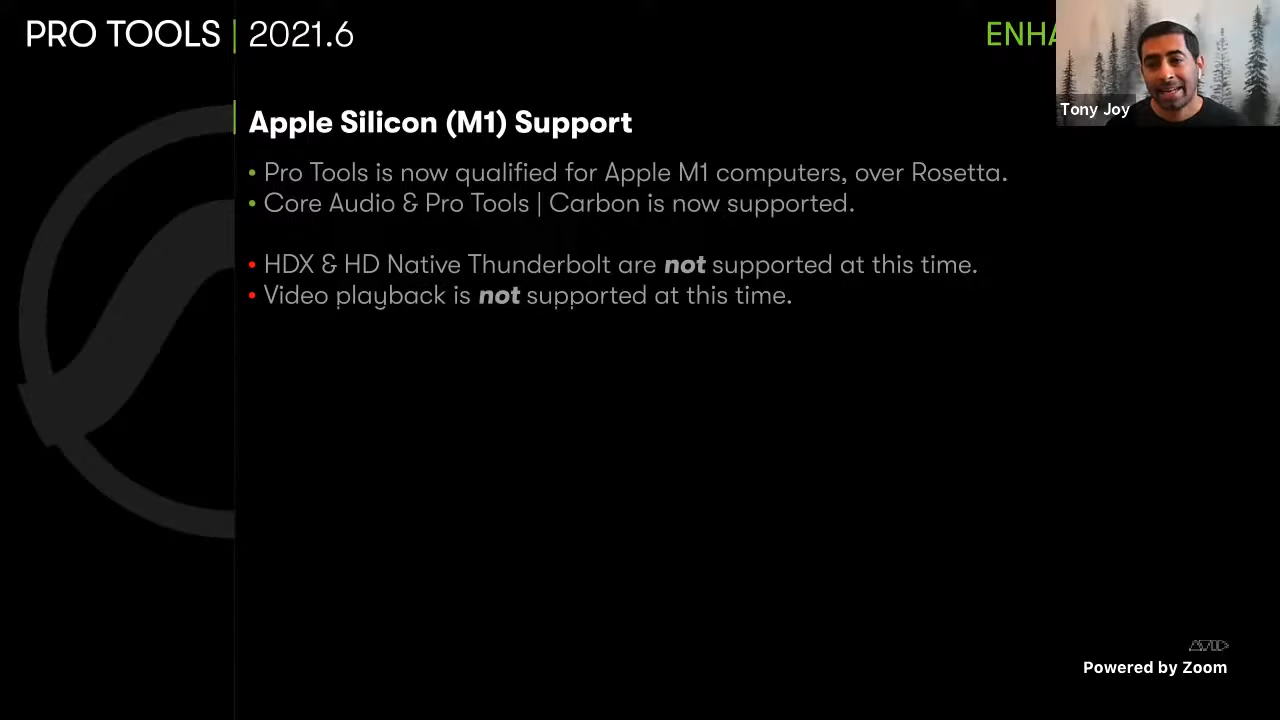 PRO TOOLS | 2021.6
Tony Joy
Apple Silicon (M1) Support
• Pro Tools is now qualified for Apple M1 computers, over Rosetta.
• Core Audio & Pro Tools | Carbon is now supported.
• HDX & HD Native Thunderbolt are not supported at this time.
• Video playback is not supported at this time.
AVID
Powered by Zoom